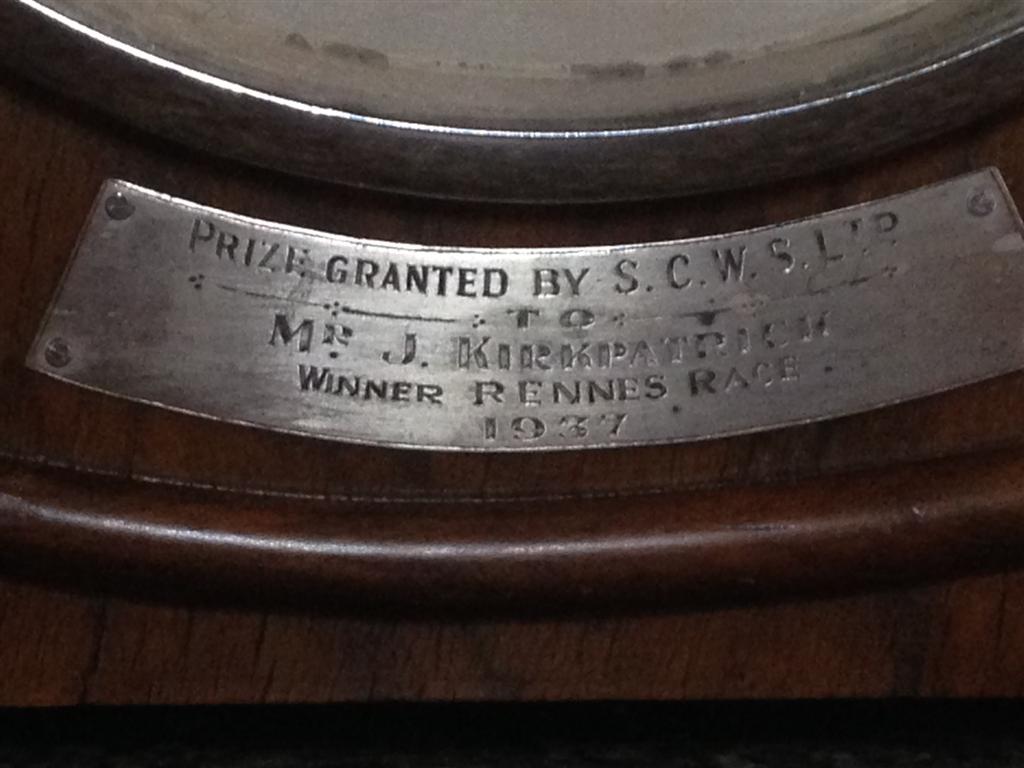 PRIZE GRANTED BY S. C. W. S. LTD
TO
MR J. KIRKPATRICK
WINNER RENNES RACE
1937